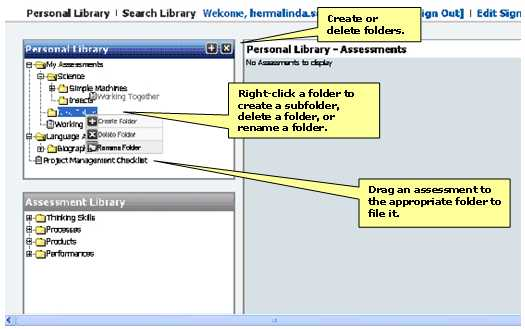 Personal Library | Search Library Welcome, hermalinda.s
ign Out] | Edit Sign
Create or
delete folders.
Personal Library
Personal Library – Assessments
No Assessments to display
My Assessments
Science
Simple Machines
Working Together
Insects
Right-click a folder to
create a subfolder,
delete a folder, or
rename a folder.
Create Folder
Working
Delete Folder
Language A
Biograp
Rename Folder
Project Management Checklist
Drag an assessment to
the appropriate folder to
file it.
Assessment Library
Thinking Skills
Processes
Products
Performances